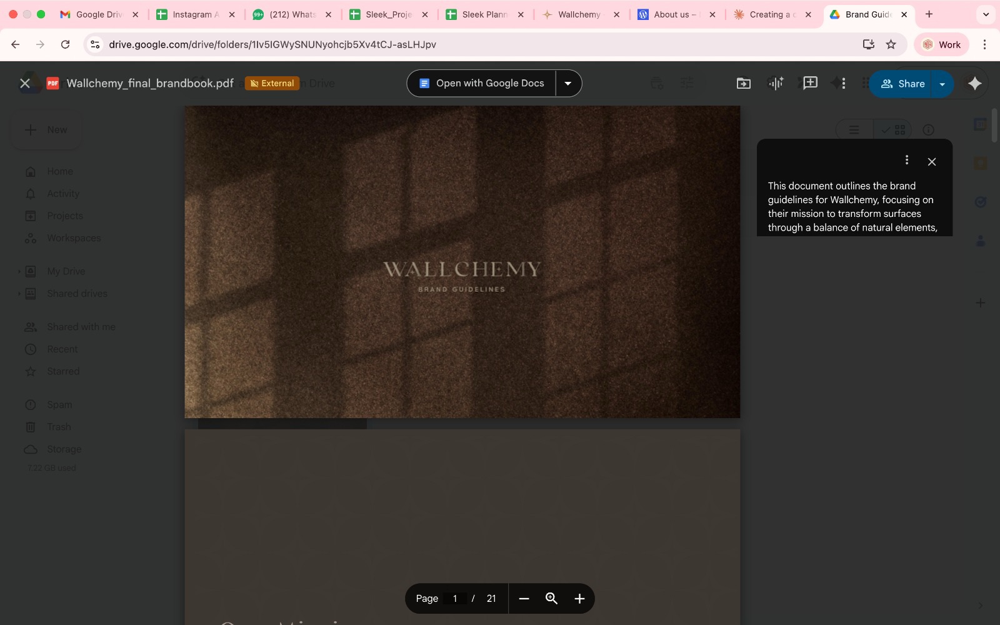 Google Driv
Instagram A
99+
(212) Whats
Sleek_Proje
Sleek Plann
Wallchemy
About us –
Creating a c
Brand Guide
drive.google.com/drive/folders/1Iv5IGWySNUNyohcjb5Xv4tCJ-asLHJpv
Work
PDF
Wallchemy_final_brandbook.pdf
External
Drive
Open with Google Docs
Share
New
Home
Activity
Projects
Workspaces
My Drive
Shared drives
Shared with me
Recent
Starred
Spam
Trash
Storage
7.22 GB used
WALLCHEMY
BRAND GUIDELINES
This document outlines the brand
guidelines for Wallchemy, focusing on
their mission to transform surfaces
through a balance of natural elements,
Page 1 / 21